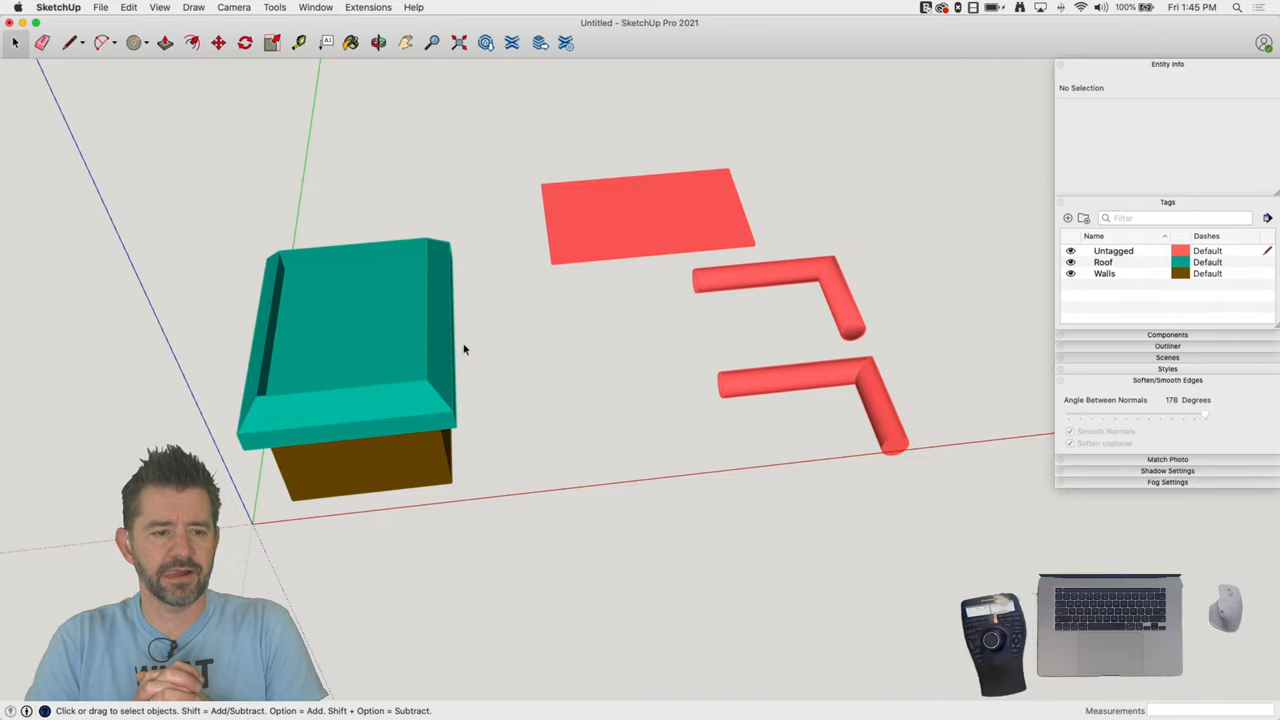 SketchUp File Edit View Draw Camera Tools Window Extensions Help 100% Fri 1:45 PM
Untitled - SketchUp Pro 2021
Entity Info
No Selection
Tags
Filter
Name Dashes
Untagged Default
Roof Default
Walls Default
Components
Outliner
Scenes
Styles
Soften/Smooth Edges
Angle Between Normals 178 Degrees
Smooth Normals
Soften coplanar
Match Photo
Shadow Settings
Fog Settings
WHAT
Click or drag to select objects. Shift = Add/Subtract. Option = Add. Shift + Option = Subtract. Measurements